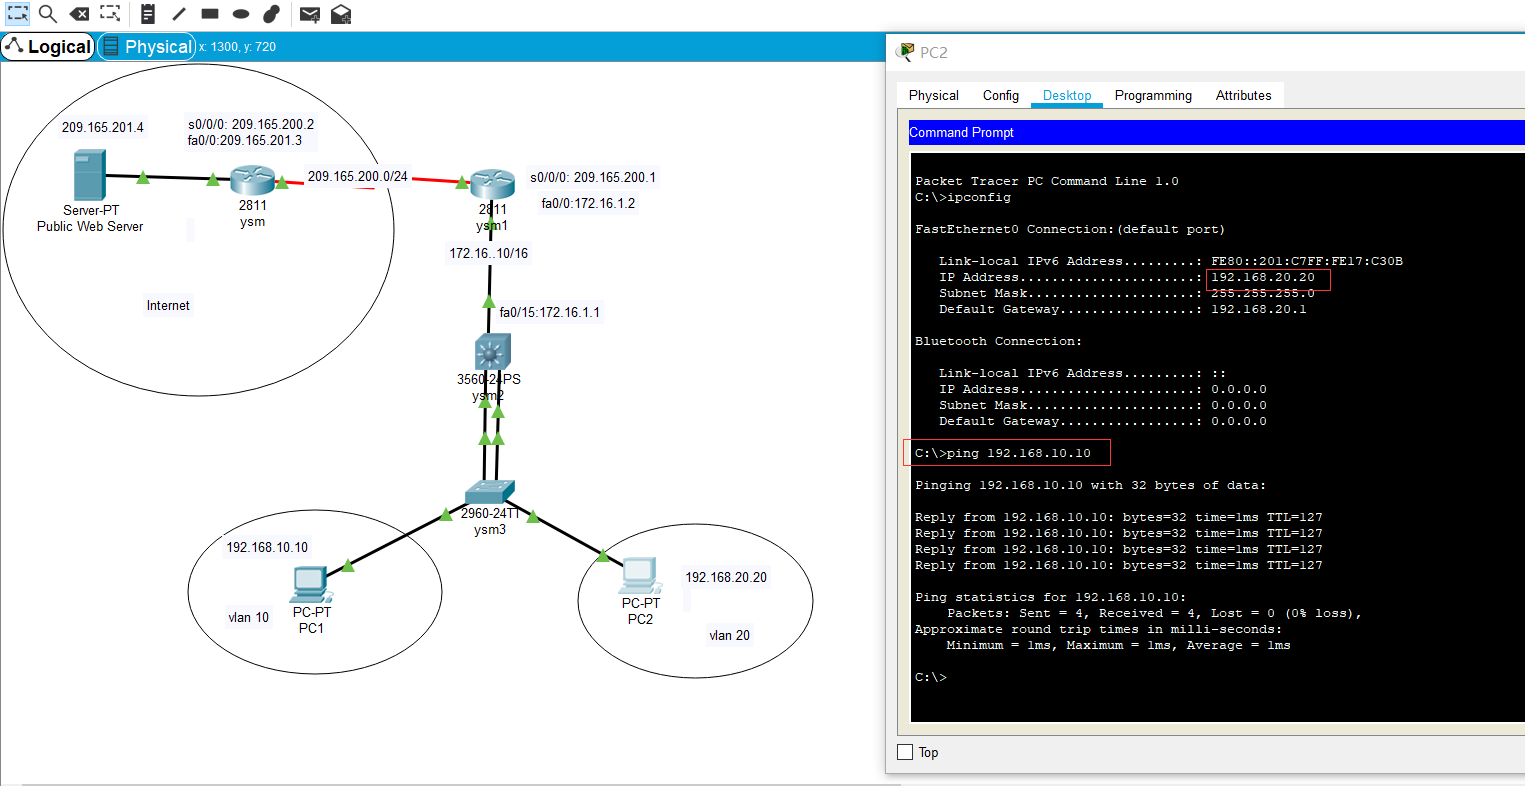 Logical
Physical
x: 1300, y: 720
209.165.201.4
s0/0/0: 209.165.200.2
fa0/0:209.165.201.3
209.165.200.0/24
s0/0/0: 209.165.200.1
fa0/0:172.16.1.2
Server-PT
Public Web Server
2811
ysm
2811
ysm1
172.16..10/16
Internet
fa0/15:172.16.1.1
3560-24PS
ysm2
2960-24TT
ysm3
192.168.10.10
vlan 10
PC-PT
PC1
192.168.20.20
PC-PT
PC2
vlan 20
PC2
Physical
Config
Desktop
Programming
Attributes
Command Prompt
Packet Tracer PC Command Line 1.0
C:\>ipconfig
FastEthernet0 Connection:(default port)
Link-local IPv6 Address.........: FE80::201:C7FF:FE17:C30B
IP Address......................: 192.168.20.20
Subnet Mask.....................: 255.255.255.0
Default Gateway.................: 192.168.20.1
Bluetooth Connection:
Link-local IPv6 Address.........: ::
IP Address......................: 0.0.0.0
Subnet Mask.....................: 0.0.0.0
Default Gateway.................: 0.0.0.0
C:\>ping 192.168.10.10
Pinging 192.168.10.10 with 32 bytes of data:
Reply from 192.168.10.10: bytes=32 time=1ms TTL=127
Reply from 192.168.10.10: bytes=32 time=1ms TTL=127
Reply from 192.168.10.10: bytes=32 time=1ms TTL=127
Reply from 192.168.10.10: bytes=32 time=1ms TTL=127
Ping statistics for 192.168.10.10:
Packets: Sent = 4, Received = 4, Lost = 0 (0% loss),
Approximate round trip times in milli-seconds:
Minimum = 1ms, Maximum = 1ms, Average = 1ms
C:\>
Top